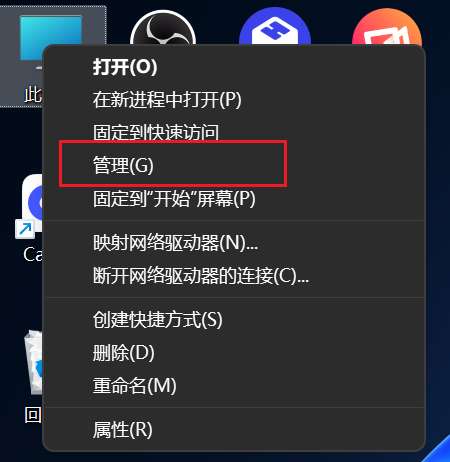 打开(O)
在新进程中打开(P)
固定到快速访问
管理(G)
固定到“开始”屏幕(P)
映射网络驱动器(N)...
断开网络驱动器的连接(C)...
创建快捷方式(S)
删除(D)
重命名(M)
属性(R)
此
Ca
回